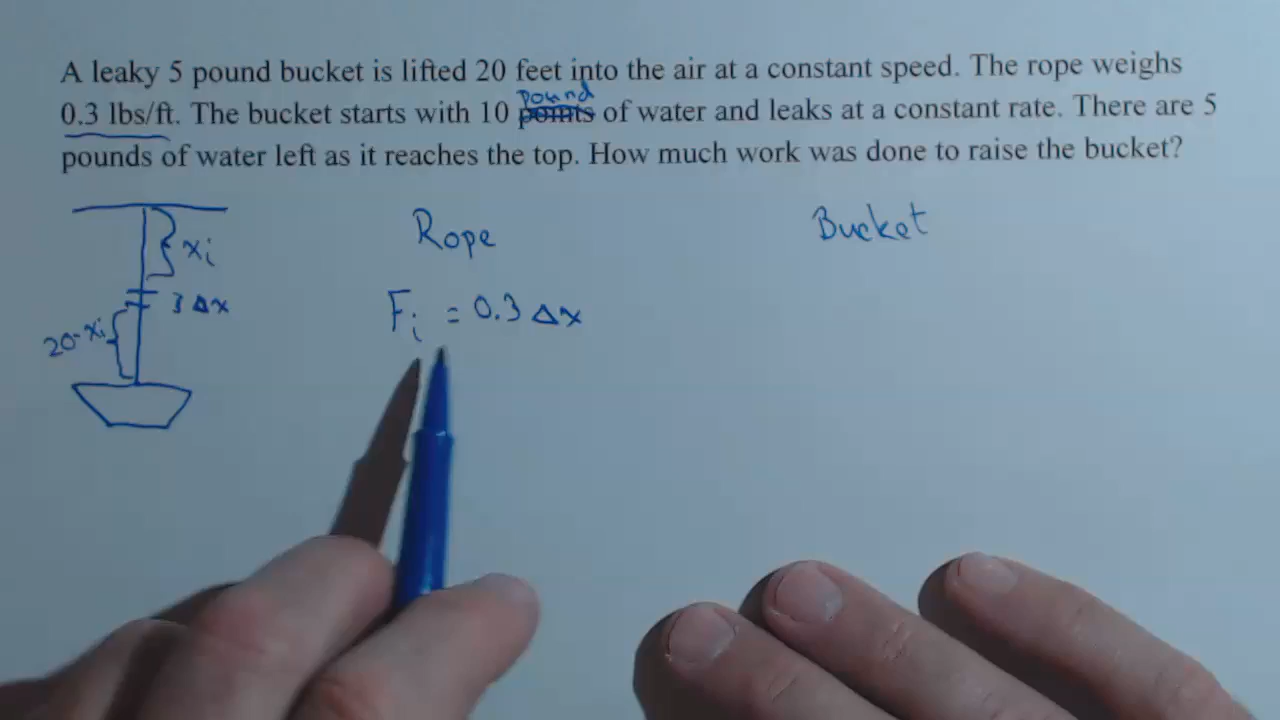 A leaky 5 pound bucket is lifted 20 feet into the air at a constant speed. The rope weighs
pound
0.3 lbs/ft. The bucket starts with 10 points of water and leaks at a constant rate. There are 5
pounds of water left as it reaches the top. How much work was done to raise the bucket?
Rope
Bucket
xᵢ
Δx
20-xᵢ
Fᵢ = 0.3 Δx